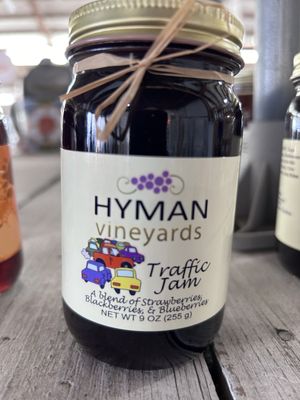 HYMAN
vineyards
Traffic
Jam
A blend of Strawberries,
Blackberries, & Blueberries
NET WT 9 OZ (255 g)